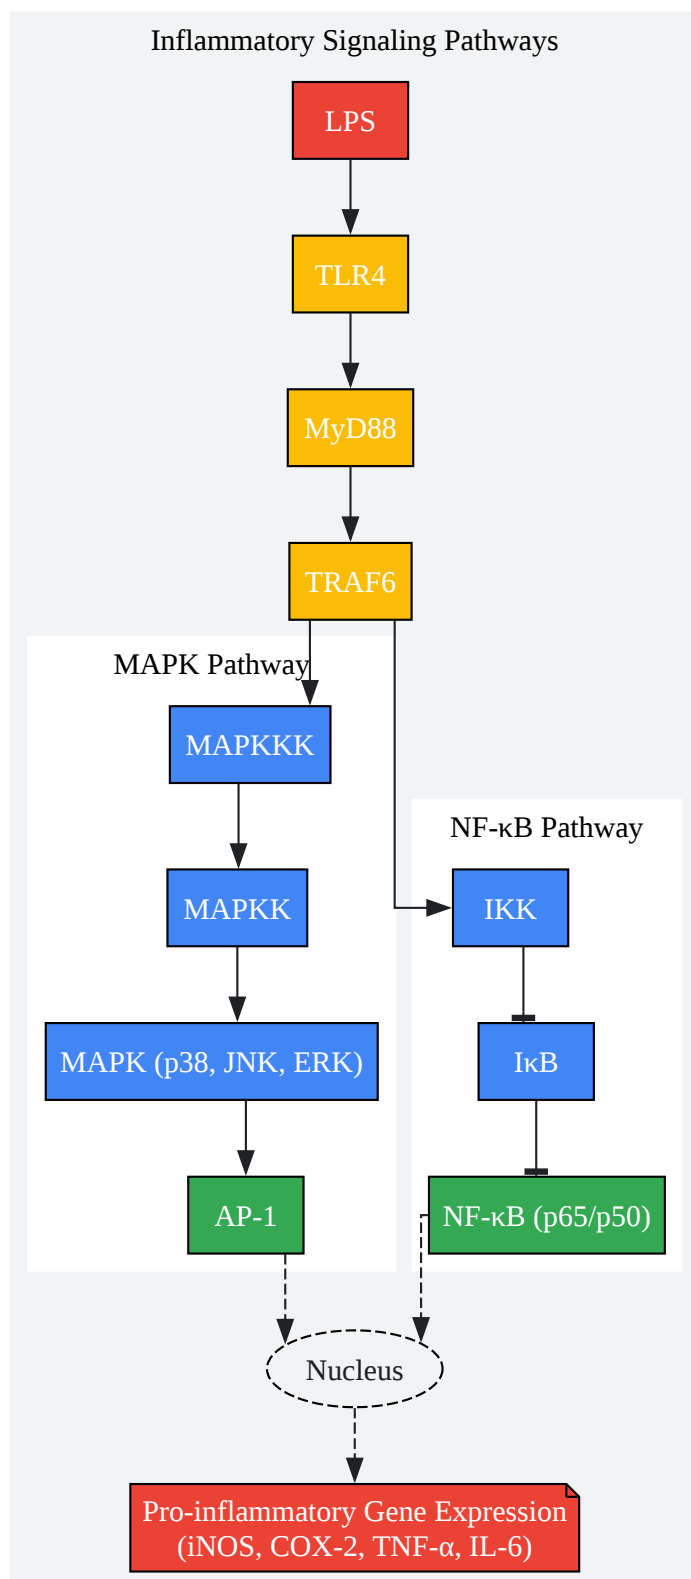 Inflammatory Signaling Pathways
LPS
TLR4
MyD88
TRAF6
MAPK Pathway
MAPKKK
MAPKK
MAPK (p38, JNK, ERK)
AP-1
NF-κB Pathway
IKK
IκB
NF-κB (p65/p50)
Nucleus
Pro-inflammatory Gene Expression
(iNOS, COX-2, TNF-α, IL-6)